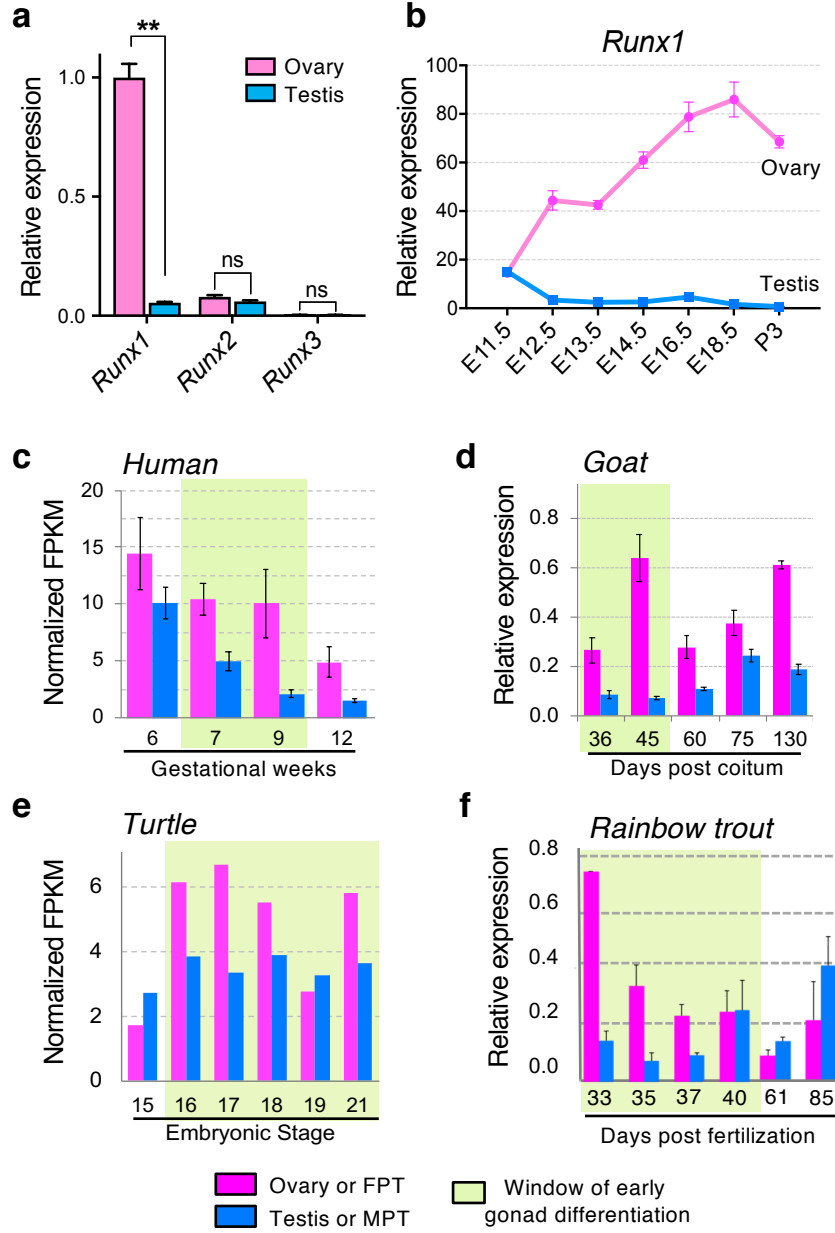 a
**
1.0
0.5
0.0
Relative expression
Ovary
Testis
ns
ns
Runx1
Runx2
Runx3
b
Runx1
100
80
60
40
20
0
Relative expression
Ovary
Testis
E11.5
E12.5
E13.5
E14.5
E16.5
E18.5
P3
c
Human
20
15
10
5
0
Normalized FPKM
6 7 9 12
Gestational weeks
d
Goat
0.8
0.6
0.4
0.2
0.0
Relative expression
36 45 60 75 130
Days post coitum
e
Turtle
6
4
2
0
Normalized FPKM
15 16 17 18 19 21
Embryonic Stage
f
Rainbow trout
0.8
0.6
0.4
0.2
0.0
Relative expression
33 35 37 40 61 85
Days post fertilization
Ovary or FPT
Testis or MPT
Window of early
gonad differentiation